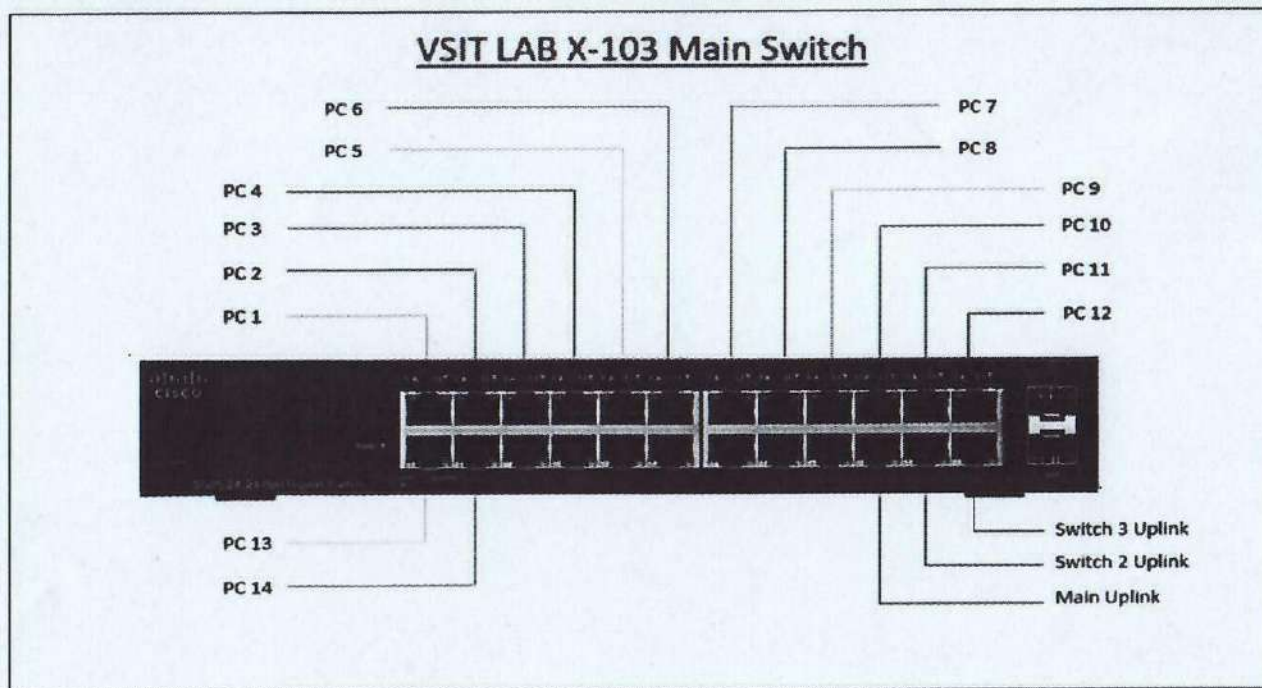 VSIT LAB X-103 Main Switch
PC 6
PC 7
PC 5
PC 8
PC 4
PC 9
PC 3
PC 10
PC 2
PC 11
PC 1
PC 12
CISCO
PC 13
Switch 3 Uplink
Switch 2 Uplink
PC 14
Main Uplink